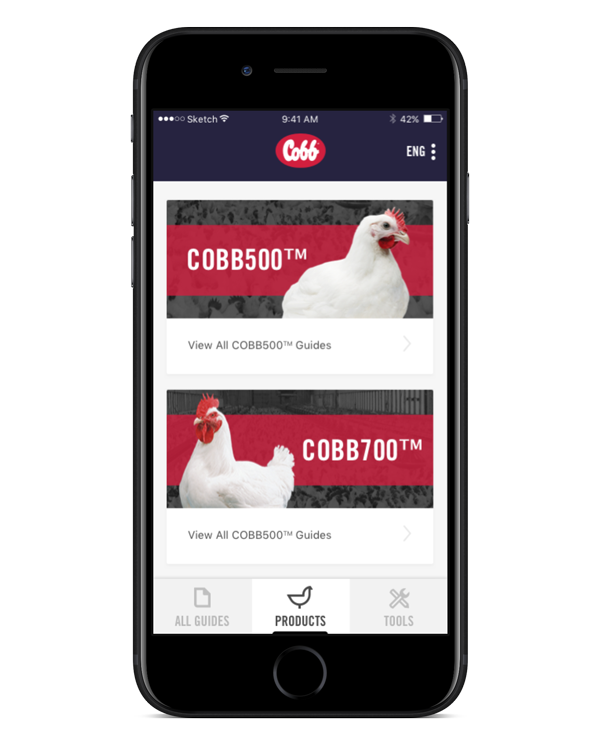 Sketch 9:41 AM 42%
Cobb
ENG
COBB500™
View All COBB500™ Guides
COBB700™
View All COBB500™ Guides
ALL GUIDES PRODUCTS TOOLS